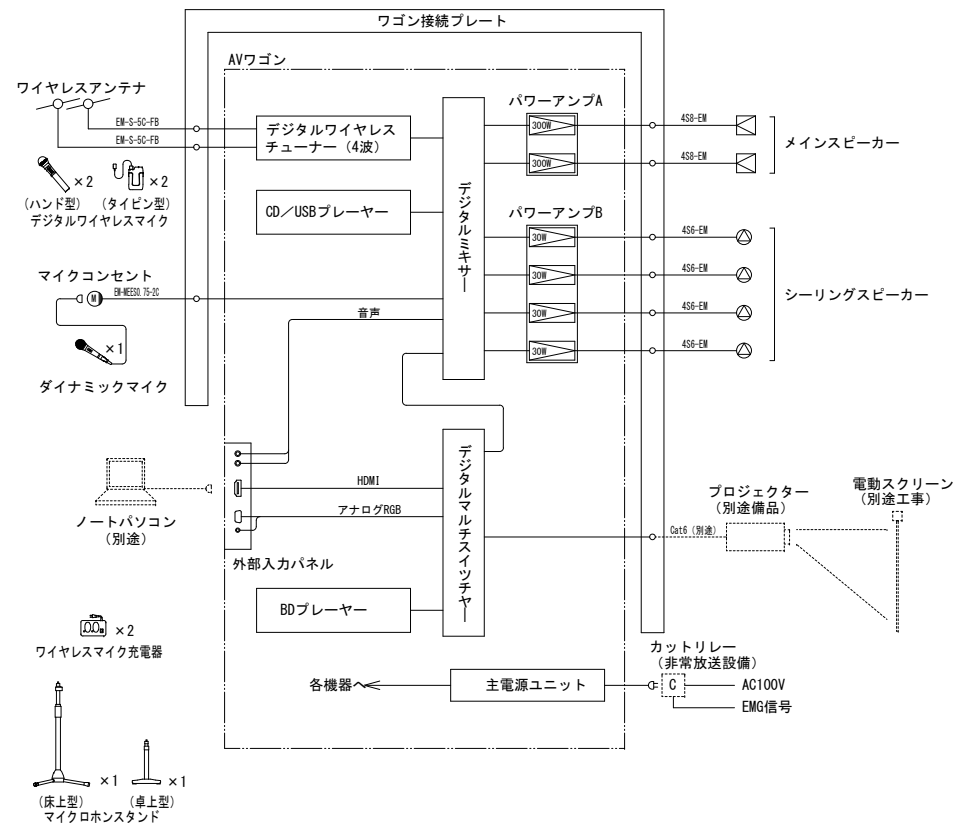 ワゴン接続プレート
AVワゴン
ワイヤレスアンテナ
EM-S-5C-FB
EM-S-5C-FB
デジタルワイヤレス
チューナー（4波）
×2
×2
（ハンド型）
（タイピン型）
デジタルワイヤレスマイク
CD／USBプレーヤー
マイクコンセント
M
EM-MEES0.75-2C
×1
ダイナミックマイク
音声
デジタルミキサー
パワーアンプA
300W
300W
4S8-EM
4S8-EM
メインスピーカー
パワーアンプB
30W
30W
30W
30W
4S6-EM
4S6-EM
4S6-EM
4S6-EM
シーリングスピーカー
ノートパソコン
（別途）
HDMI
アナログRGB
外部入力パネル
デジタルマルチスイッチャー
BDプレーヤー
Cat6（別途）
プロジェクター
（別途備品）
電動スクリーン
（別途工事）
×2
ワイヤレスマイク充電器
各機器へ
主電源ユニット
カットリレー
（非常放送設備）
C
AC100V
EMG信号
×1
×1
（床上型）
（卓上型）
マイクロホンスタンド